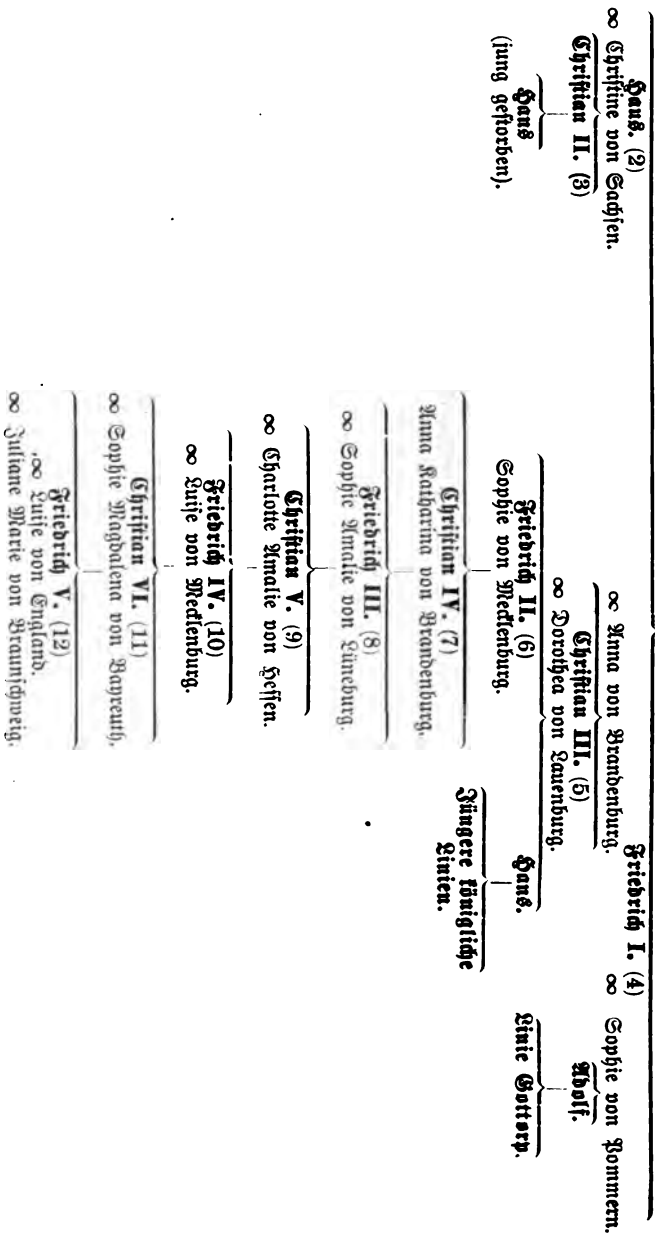 Hans. (2)
∞ Christine von Sachsen.
Christian II. (3)
Hans
(jung gestorben).
Friedrich I. (4)
∞ Anna von Brandenburg.
∞ Sophie von Pommern.
Christian III. (5)
∞ Dorothea von Lauenburg.
Adolf.
Linie Gottorp.
Friedrich II. (6)
Sophie von Mecklenburg.
Hans.
Jüngere königliche
Linien.
Christian IV. (7)
Anna Katharina von Brandenburg.
Friedrich III. (8)
∞ Sophie Amalie von Lüneburg.
Christian V. (9)
∞ Charlotte Amalie von Hessen.
Friedrich IV. (10)
∞ Luise von Mecklenburg.
Christian VI. (11)
∞ Sophie Magdalena von Bayreuth.
Friedrich V. (12)
∞ Luise von England.
∞ Juliane Marie von Braunschweig.